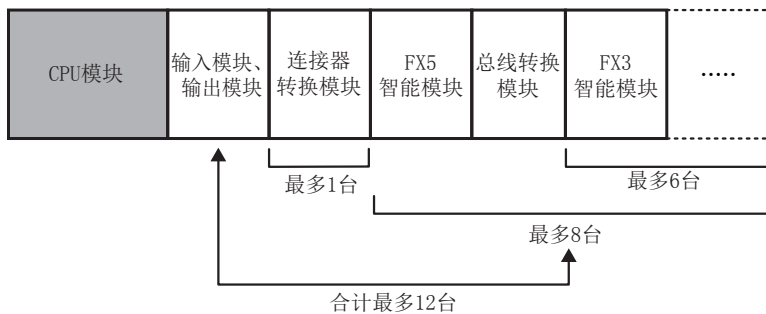 CPU模块
输入模块、
输出模块
连接器
转换模块
FX5
智能模块
总线转换
模块
FX3
智能模块
.....
最多1台
最多6台
最多8台
合计最多12台